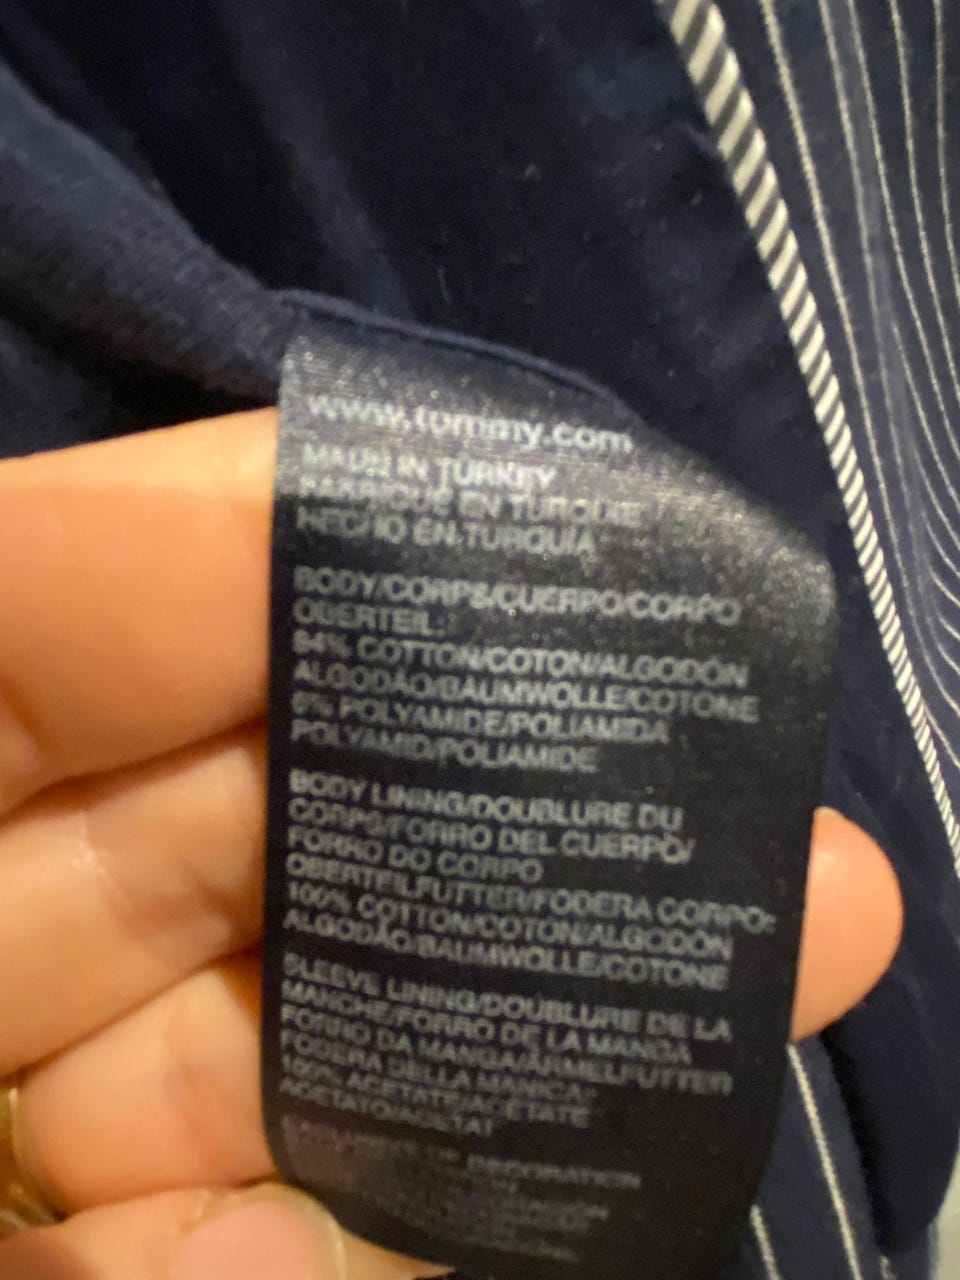 www.tommy.com
MADE IN TURKEY
FABRIQUÉ EN TURQUIE
HECHO EN TURQUÍA
BODY/CORPS/CUERPO/CORPO
OBERTEIL:
94% COTTON/COTON/ALGODÓN
ALGODÃO/BAUMWOLLE/COTONE
6% POLYAMIDE/POLIAMIDA
POLYAMID/POLIAMIDE
BODY LINING/DOUBLURE DU
CORPS/FORRO DEL CUERPO/
FORRO DO CORPO
OBERTEILFUTTER/FODERA CORPO:
100% COTTON/COTON/ALGODÓN
ALGODÃO/BAUMWOLLE/COTONE
SLEEVE LINING/DOUBLURE DE LA
MANCHE/FORRO DE LA MANGA
FORRO DA MANGA/ÄRMELFUTTER
FODERA DELLA MANICA:
100% ACETATE/ACÉTATE
ACETATO/ACETAT
DECORATION